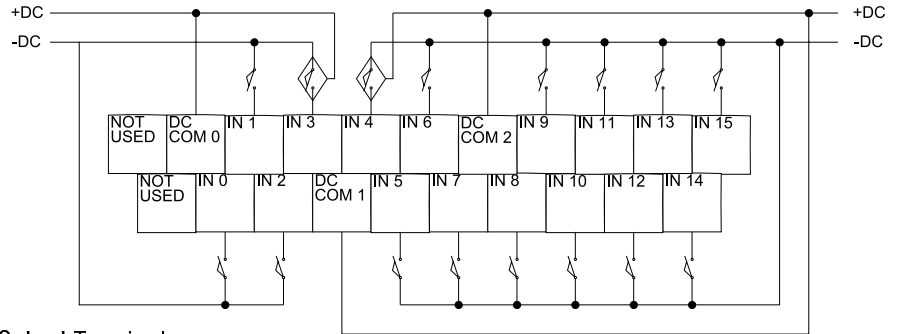 +DC +DC
-DC -DC
NOT USED
DC COM 0
IN 1
IN 3
IN 4
IN 6
DC COM 2
IN 9
IN 11
IN 13
IN 15
NOT USED
IN 0
IN 2
DC COM 1
IN 5
IN 7
IN 8
IN 10
IN 12
IN 14